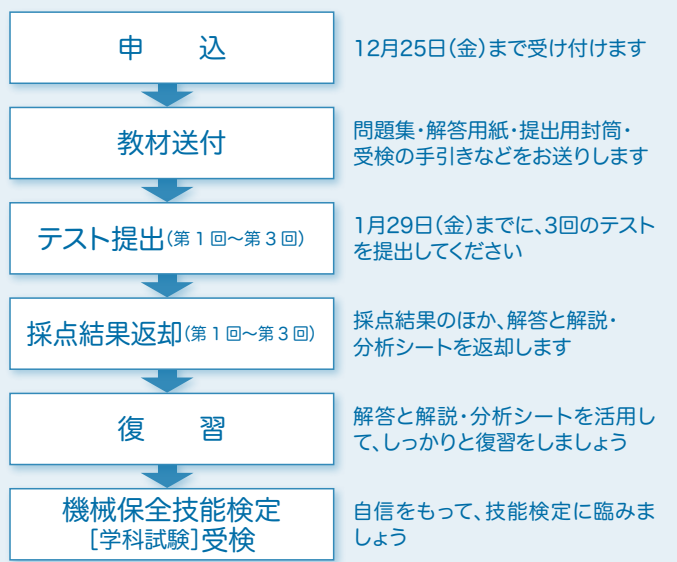 申　込
12月25日(金)まで受け付けます
教材送付
問題集・解答用紙・提出用封筒・
受検の手引きなどをお送りします
テスト提出(第1回〜第3回)
1月29日(金)までに、3回のテスト
を提出してください
採点結果返却(第1回〜第3回)
採点結果のほか、解答と解説・
分析シートを返却します
復　習
解答と解説・分析シートを活用し
て、しっかりと復習をしましょう
機械保全技能検定
[学科試験]受検
自信をもって、技能検定に臨みま
しょう